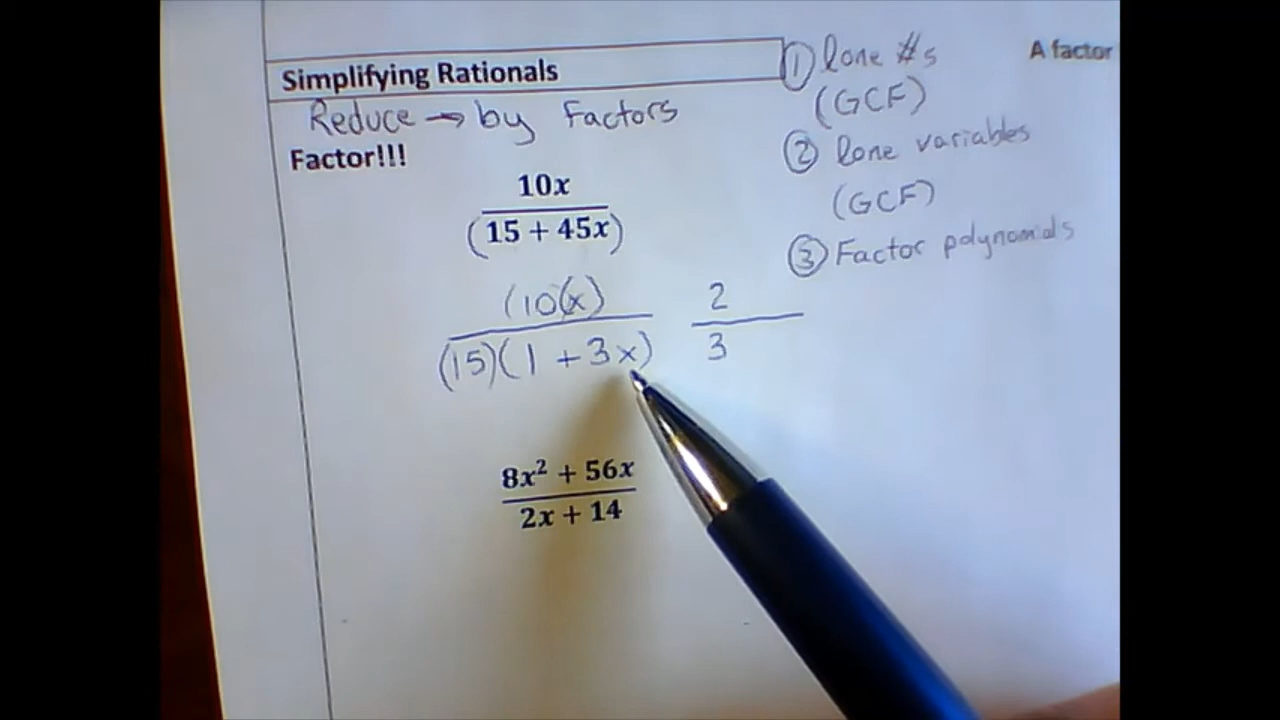 Simplifying Rationals
Reduce → by Factors
Factor!!!
10x
(15 + 45x)
(10(x)
(15)(1 + 3x)
2
3
8x² + 56x
2x + 14
① lone #s
(GCF)
② lone variables
(GCF)
③ Factor polynomials
A factor